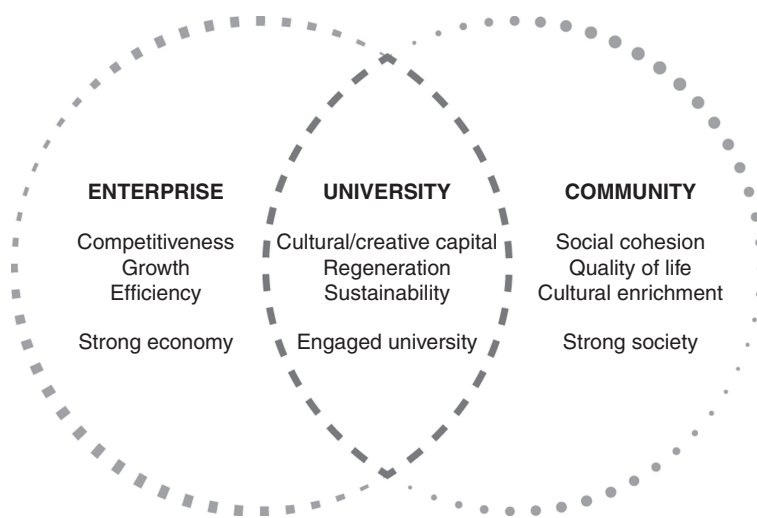 ENTERPRISE
Competitiveness
Growth
Efficiency
Strong economy
UNIVERSITY
Cultural/creative capital
Regeneration
Sustainability
Engaged university
COMMUNITY
Social cohesion
Quality of life
Cultural enrichment
Strong society